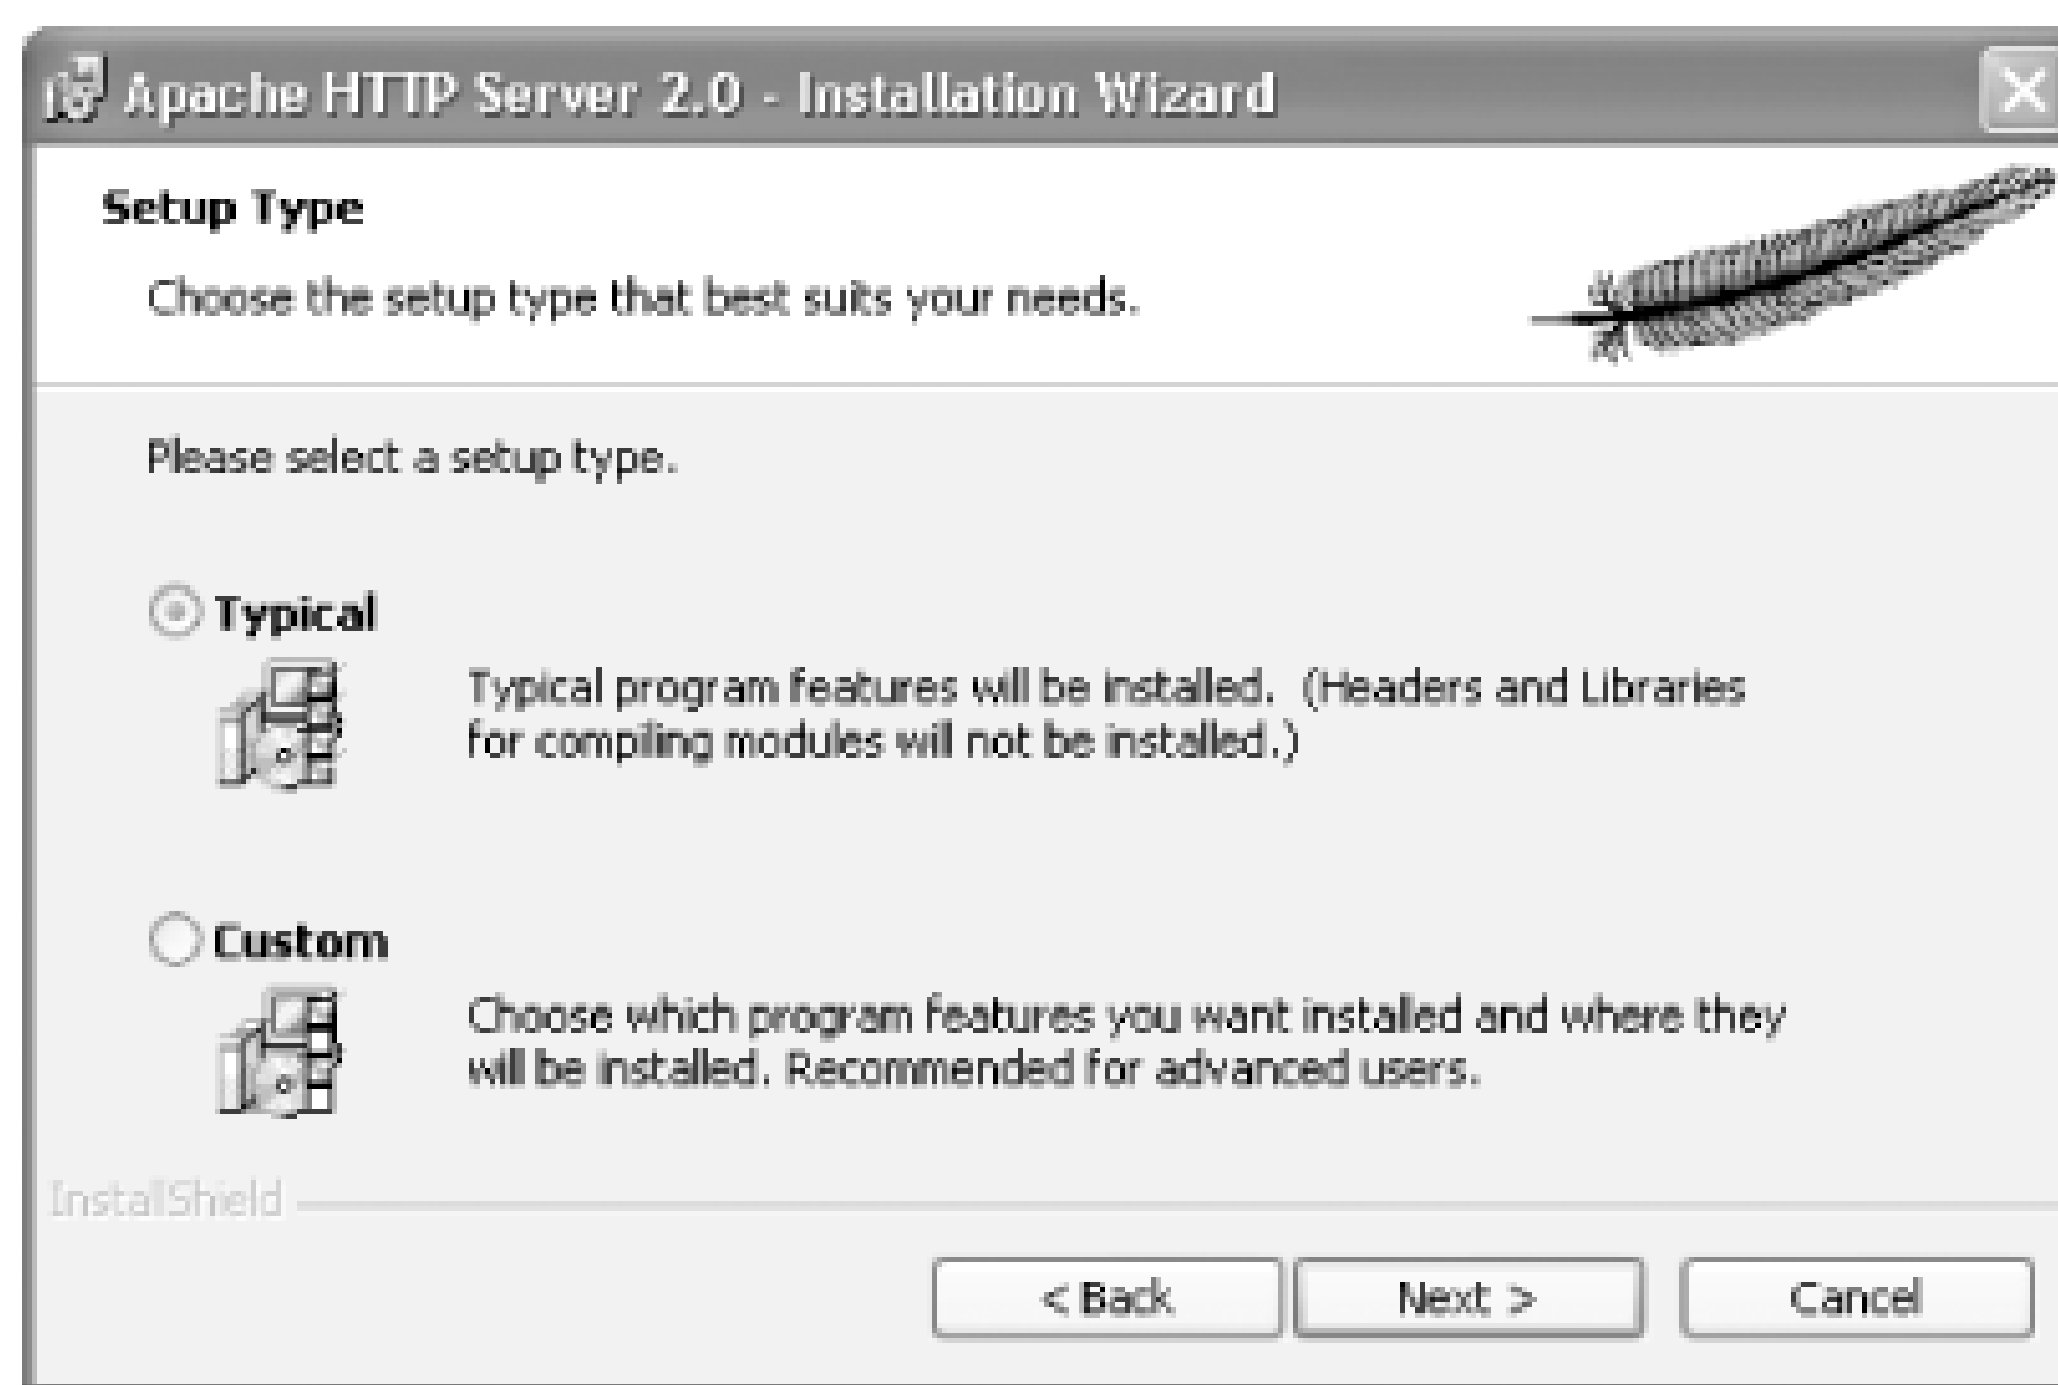 Apache HTTP Server 2.0 - Installation Wizard
Setup Type
Choose the setup type that best suits your needs.
Please select a setup type.
Typical
Typical program features will be installed. (Headers and Libraries
for compiling modules will not be installed.)
Custom
Choose which program features you want installed and where they
will be installed. Recommended for advanced users.
InstallShield
< Back
Next >
Cancel